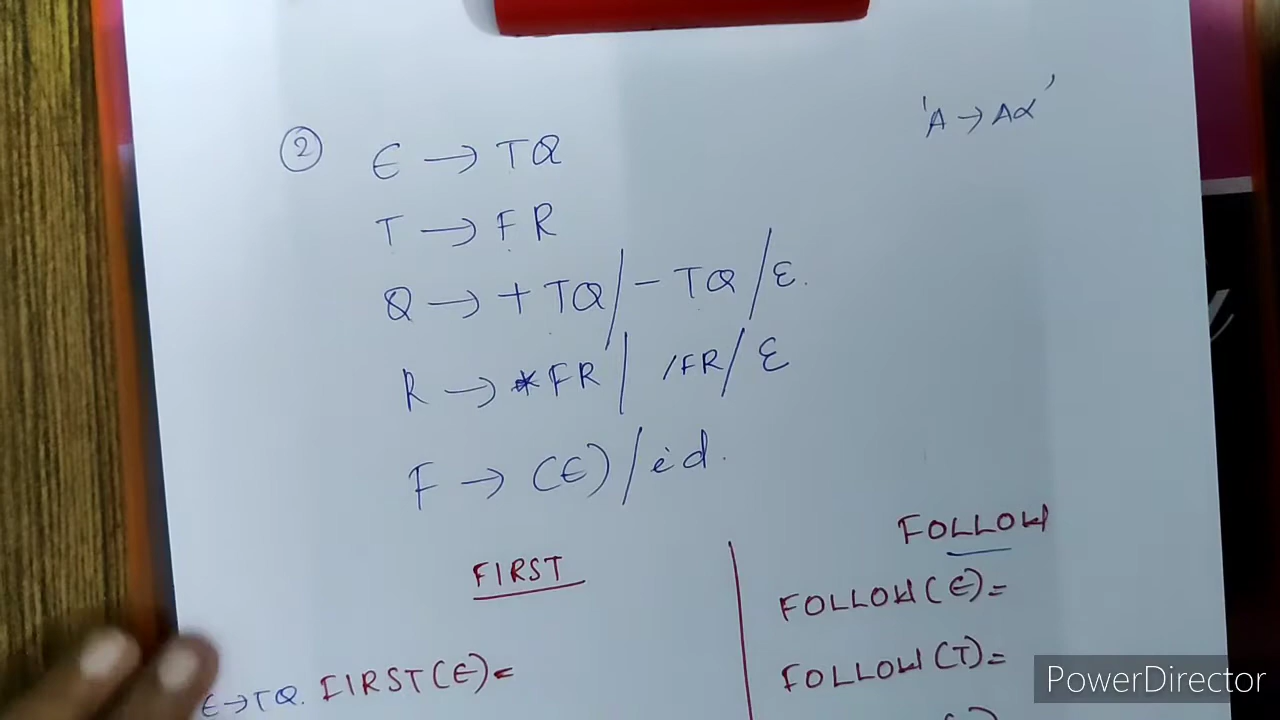 'A → Aα'
② E → TQ
T → FR
Q → + TQ / - TQ / ε.
R → *FR | /FR / ε
F → (E) / id.
FIRST
FOLLOW
FOLLOW(E)=
E→TQ. FIRST(E)=
FOLLOW(T)=
PowerDirector